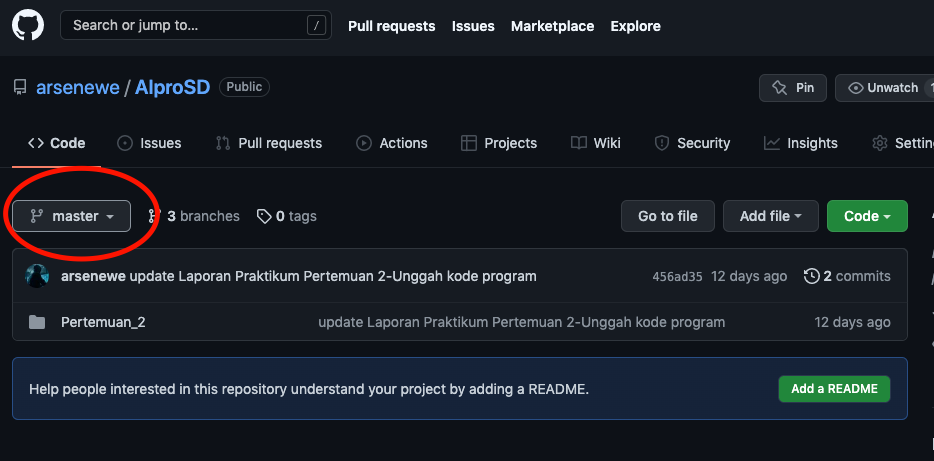 Search or jump to... /
Pull requests Issues Marketplace Explore
arsenewe / AlproSD Public
Pin Unwatch
Code Issues Pull requests Actions Projects Wiki Security Insights
master 3 branches 0 tags Go to file Add file Code
arsenewe update Laporan Praktikum Pertemuan 2-Unggah kode program 456ad35 12 days ago 2 commits
Pertemuan_2 update Laporan Praktikum Pertemuan 2-Unggah kode program 12 days ago
Help people interested in this repository understand your project by adding a README. Add a README